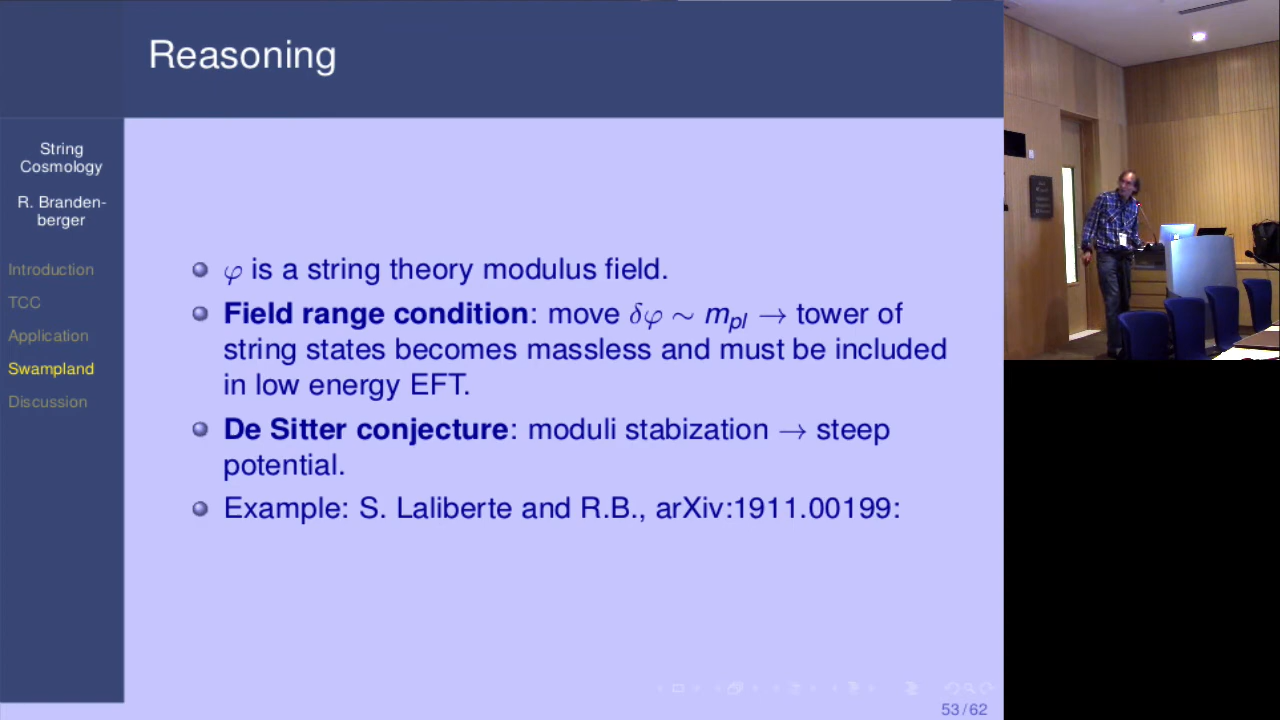 Reasoning
String
Cosmology
R. Branden-
berger
Introduction
TCC
Application
Swampland
Discussion
φ is a string theory modulus field.
Field range condition: move δφ ∼ m_pl → tower of
string states becomes massless and must be included
in low energy EFT.
De Sitter conjecture: moduli stabization → steep
potential.
Example: S. Laliberte and R.B., arXiv:1911.00199:
53/62